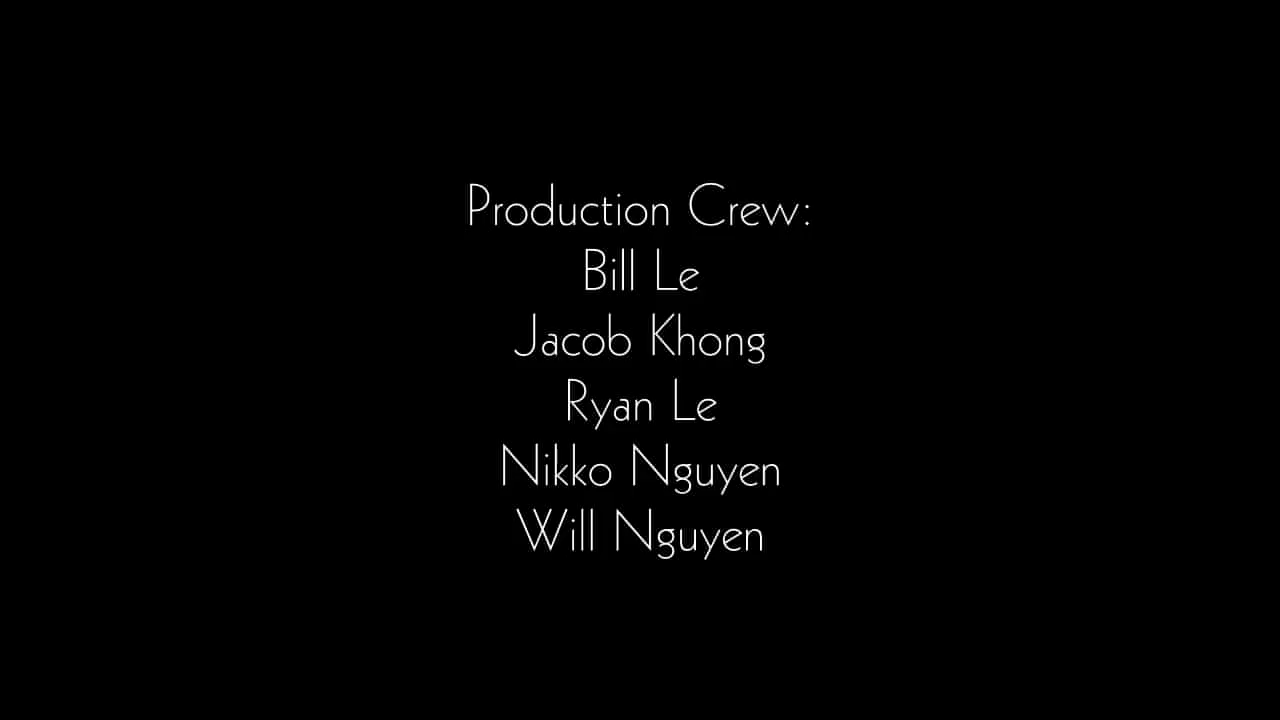 Production Crew:
Bill Le
Jacob Khong
Ryan Le
Nikko Nguyen
Will Nguyen